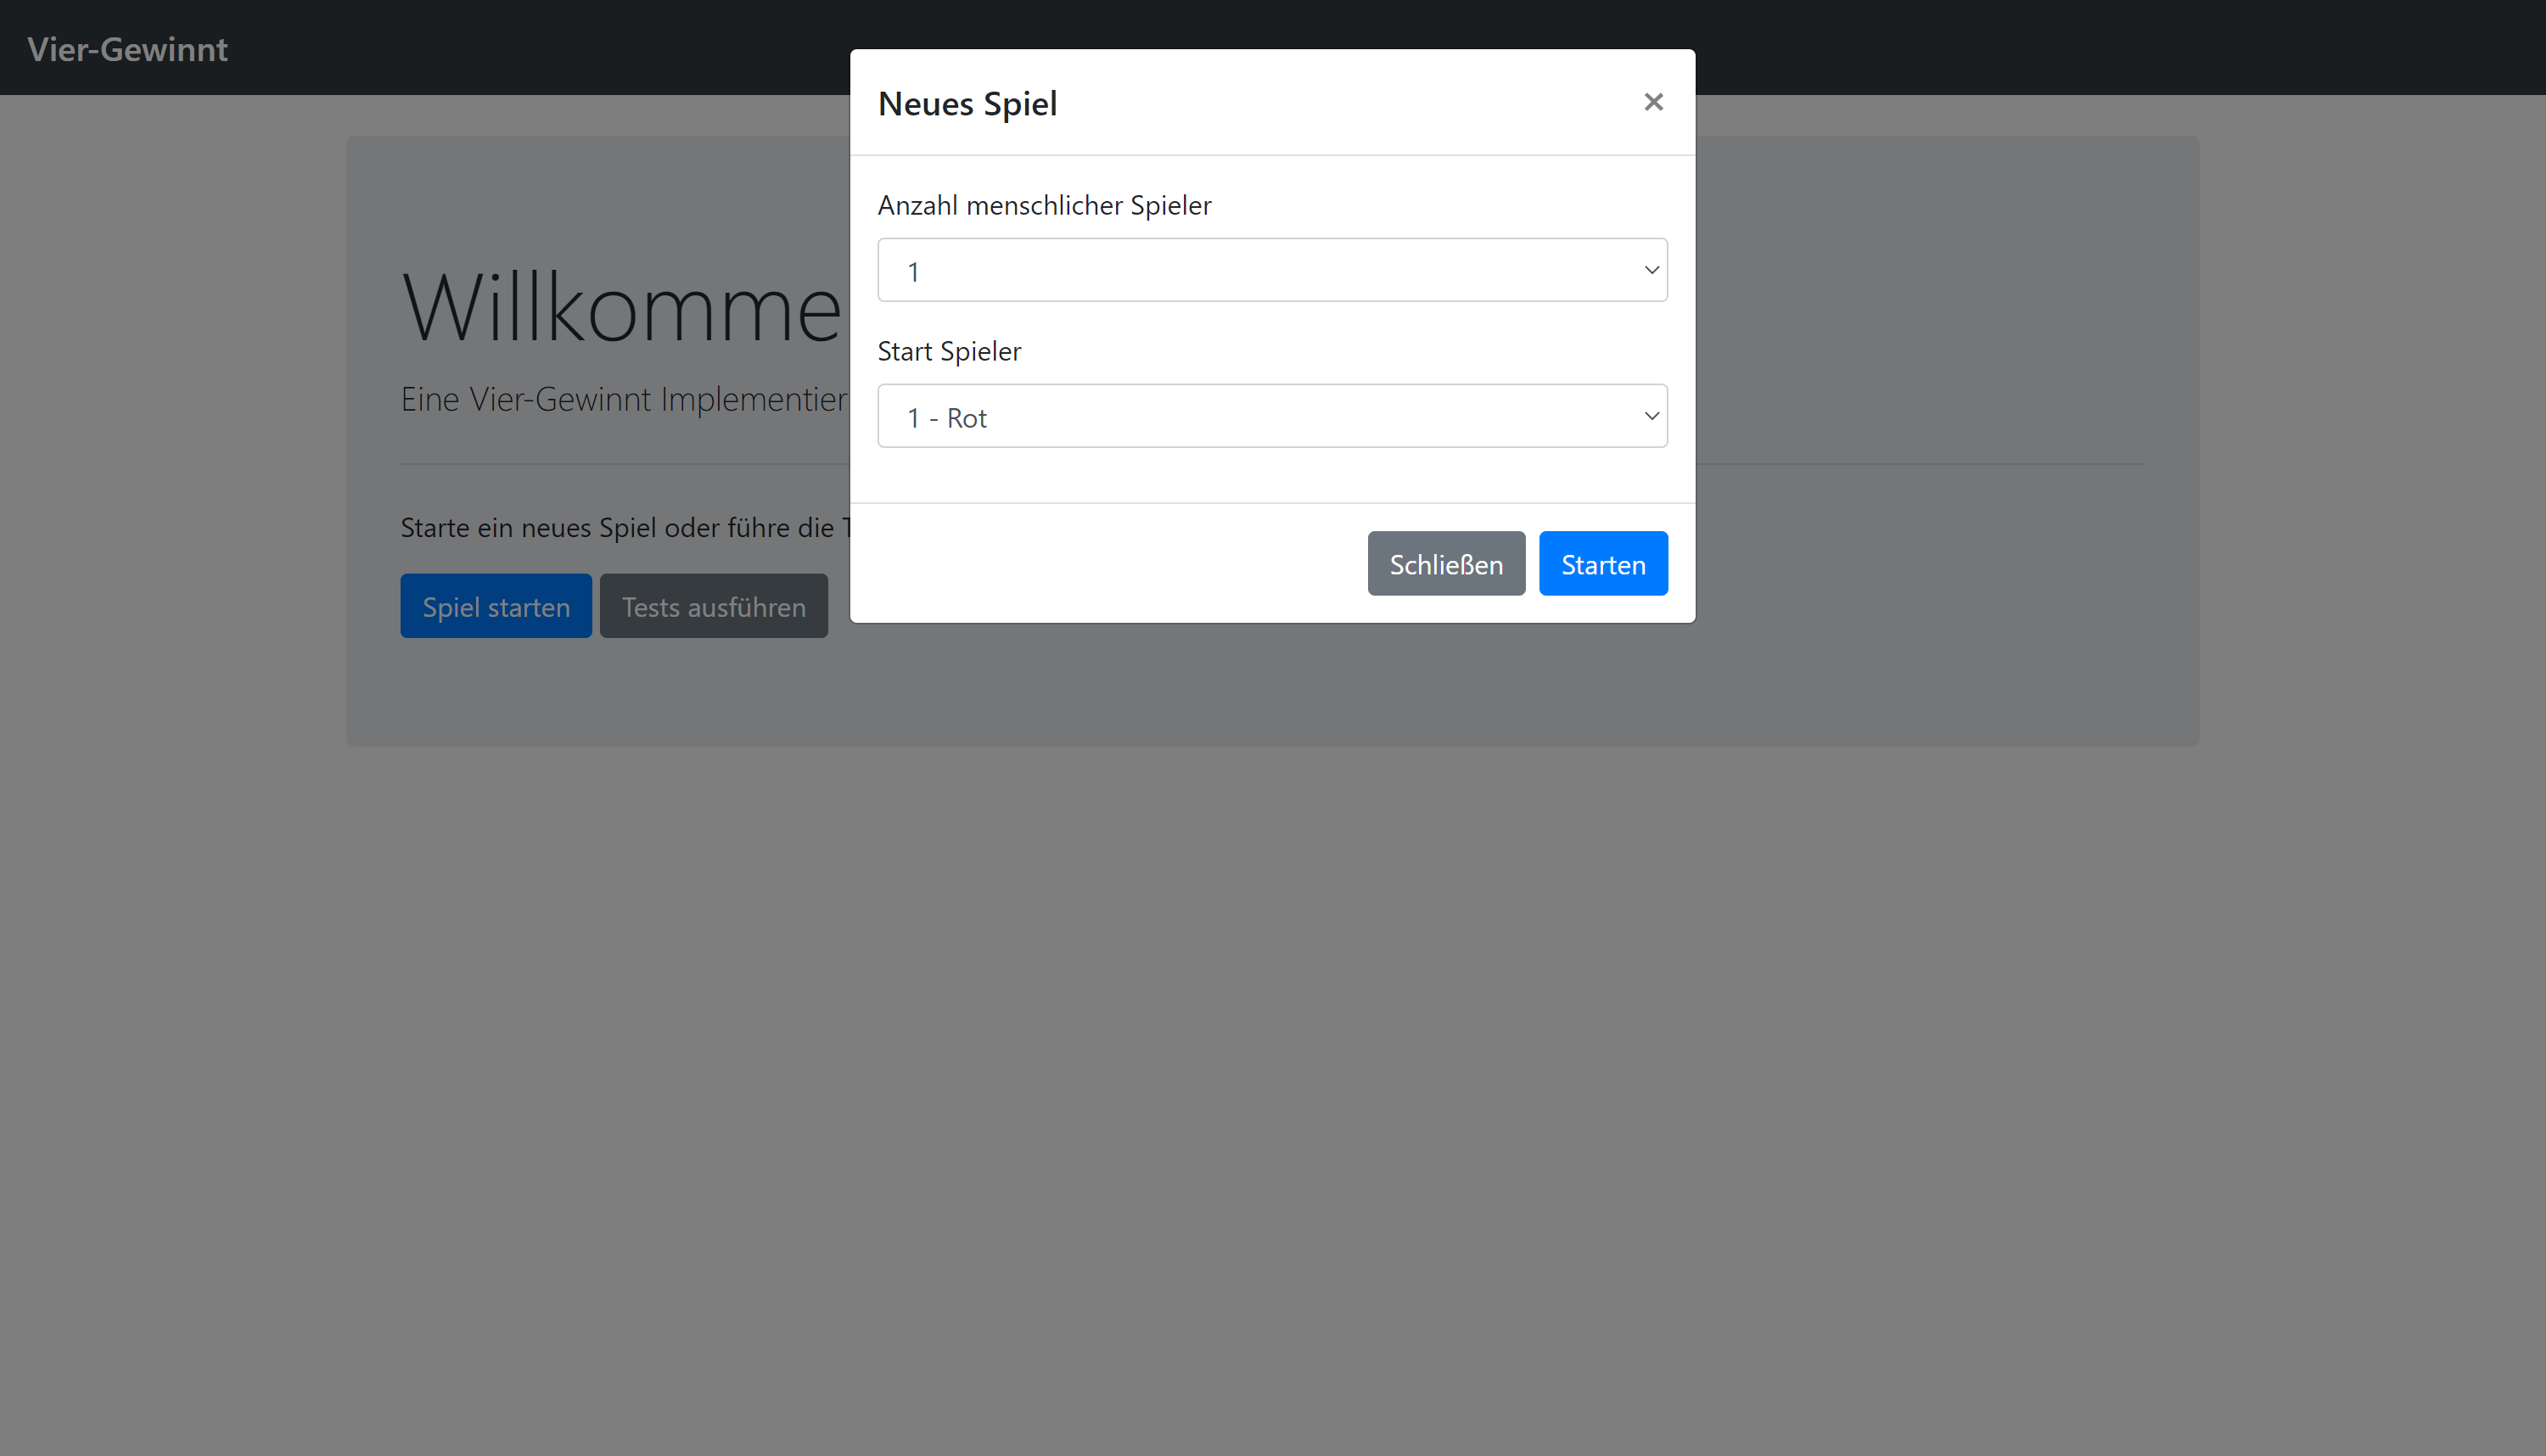 Vier-Gewinnt
Neues Spiel
×
Anzahl menschlicher Spieler
1
Start Spieler
1 - Rot
Schließen Starten
Willkomme
Eine Vier-Gewinnt Implementier
Starte ein neues Spiel oder führe die
Spiel starten Tests ausführen